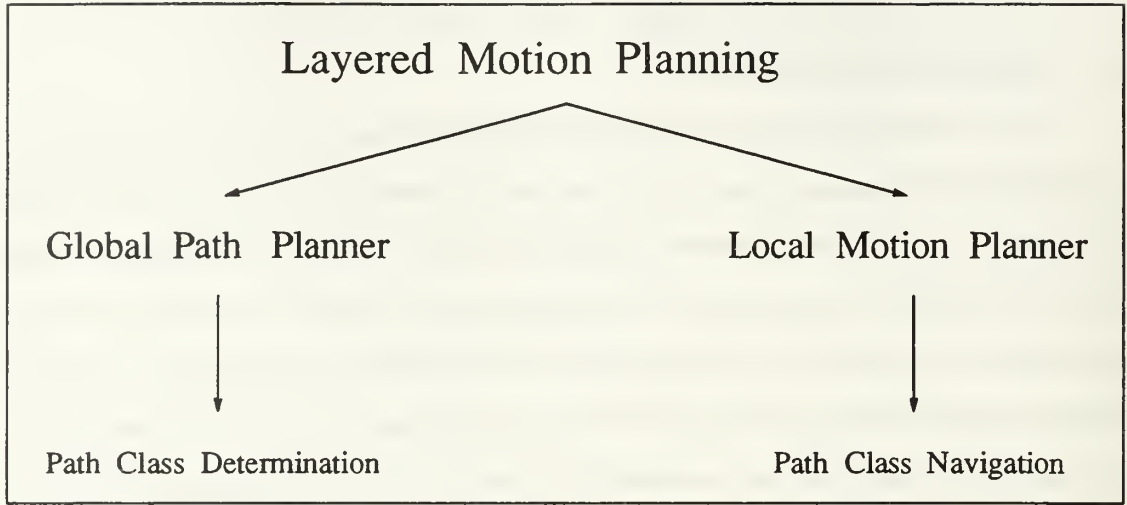 Layered Motion Planning
Global Path Planner
Local Motion Planner
Path Class Determination
Path Class Navigation